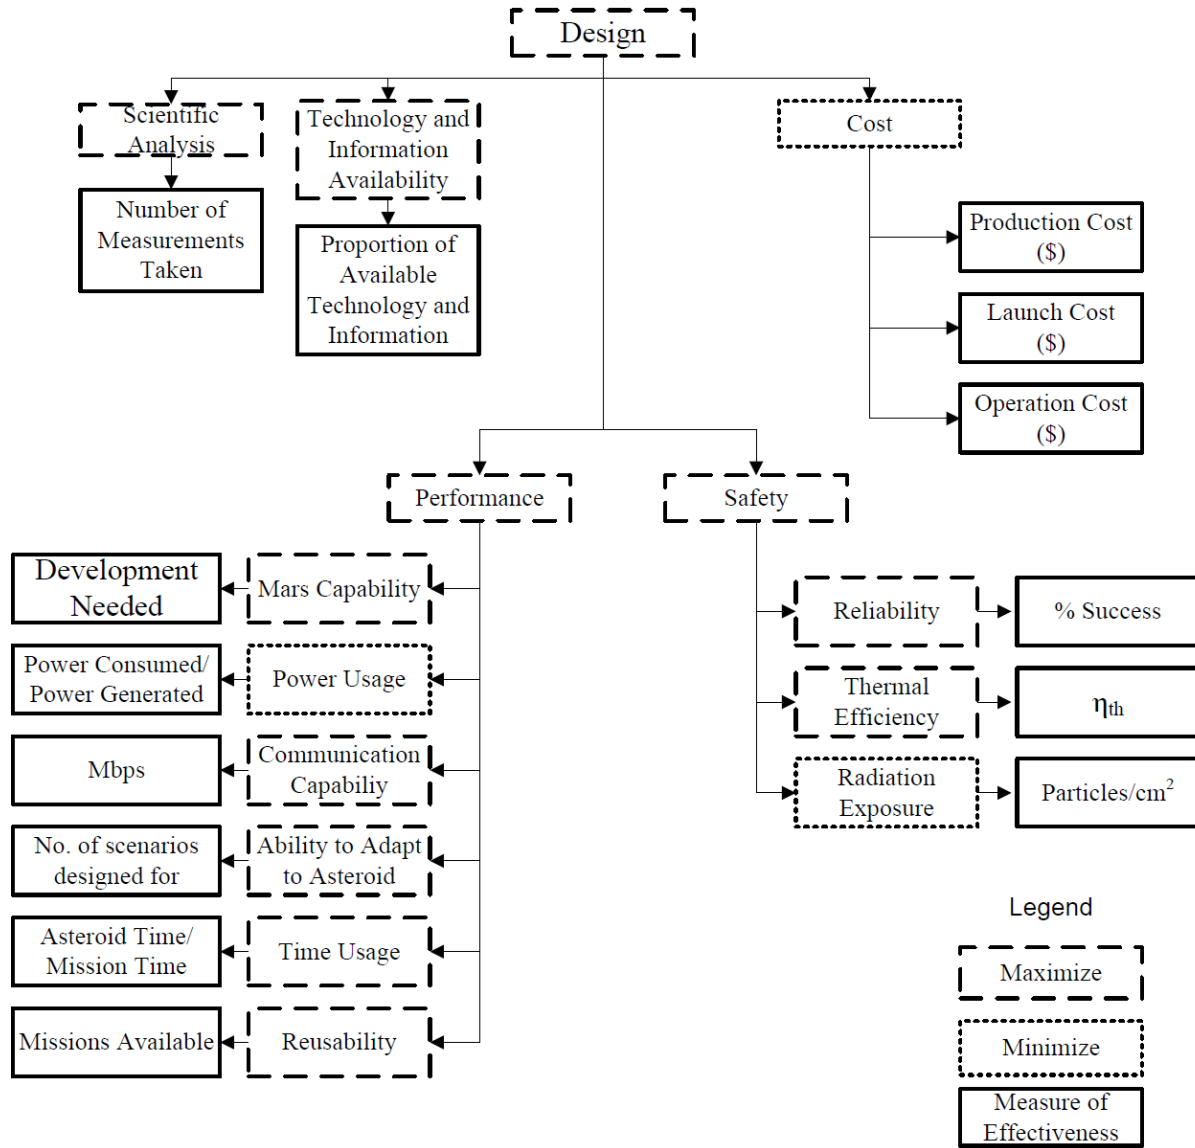 Design
Scientific
Analysis
Number of
Measurements
Taken
Technology and
Information
Availability
Proportion of
Available
Technology and
Information
Cost
Production Cost
($)
Launch Cost
($)
Operation Cost
($)
Performance
Development
Needed
Mars Capability
Power Consumed/
Power Generated
Power Usage
Mbps
Communication
Capabiliy
No. of scenarios
designed for
Ability to Adapt
to Asteroid
Asteroid Time/
Mission Time
Time Usage
Missions Available
Reusability
Safety
Reliability
% Success
Thermal
Efficiency
ηth
Radiation
Exposure
Particles/cm²
Legend
Maximize
Minimize
Measure of
Effectiveness